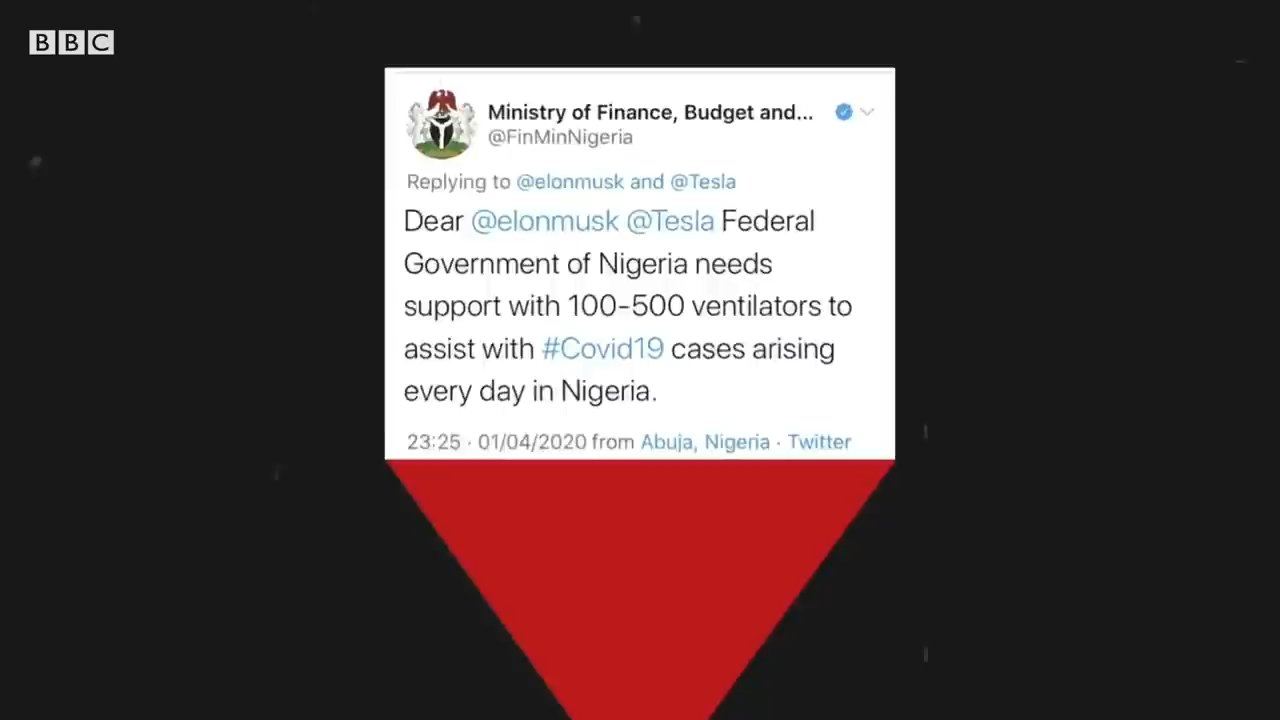 BBC
Ministry of Finance, Budget and...
@FinMinNigeria
Replying to @elonmusk and @Tesla
Dear @elonmusk @Tesla Federal
Government of Nigeria needs
support with 100-500 ventilators to
assist with #Covid19 cases arising
every day in Nigeria.
23:25 · 01/04/2020 from Abuja, Nigeria · Twitter